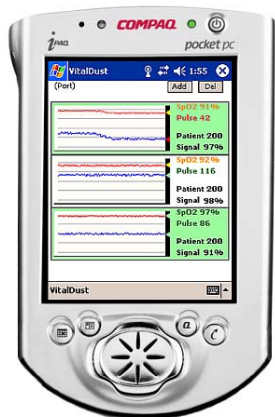 COMPAQ
iPAQ
pocket pc
VitalDust 1:55
(Port) Add Del
SpO2 91%
Pulse 42
Patient 200
Signal 97%
SpO2 92%
Pulse 116
Patient 200
Signal 98%
SpO2 97%
Pulse 86
Patient 200
Signal 91%
VitalDust